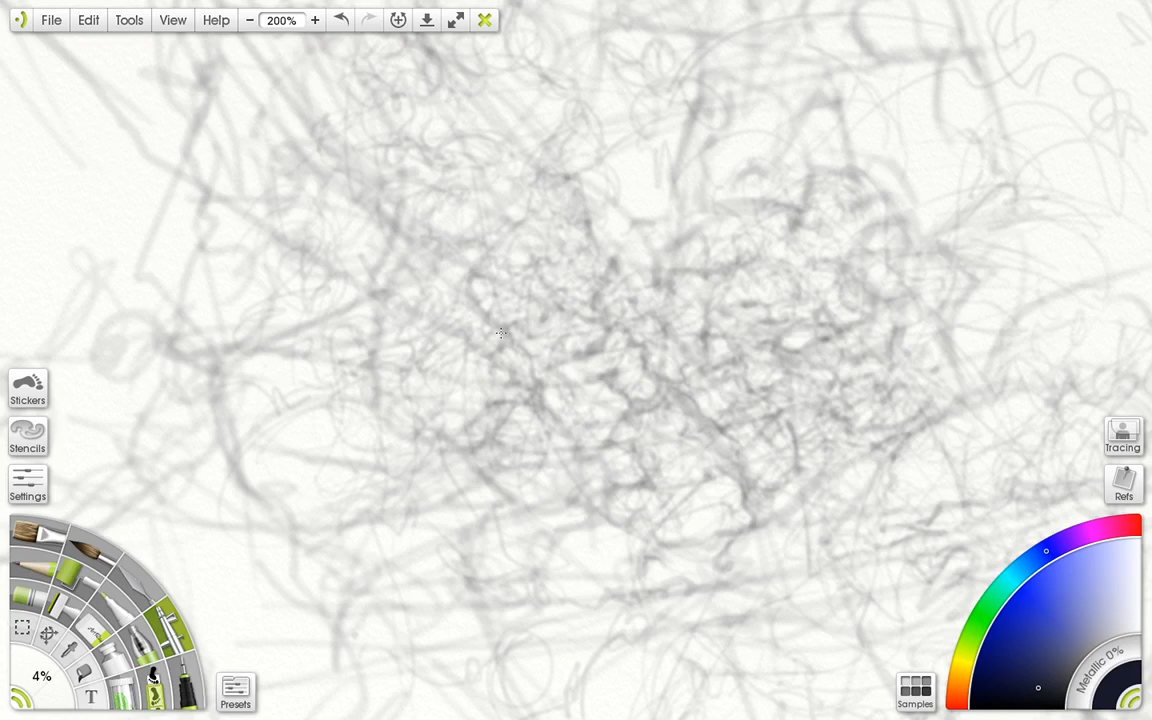 File Edit Tools View Help 200%
Stickers
Stencils
Settings
Tracing
Refs
4%
T
Presets
Samples
Metallic 0%